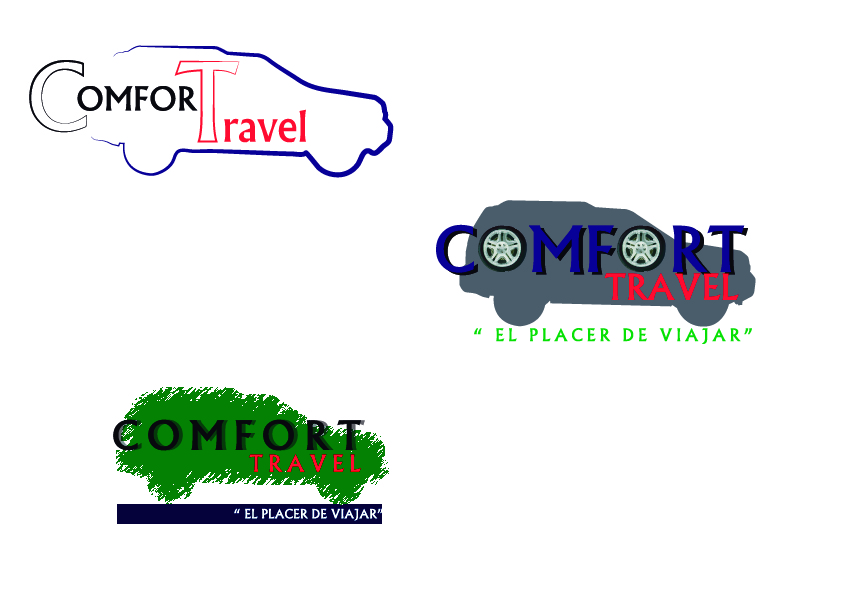 COMFORTravel
COMFORT
TRAVEL
“ EL PLACER DE VIAJAR”
COMFORT
TRAVEL
“ EL PLACER DE VIAJAR”